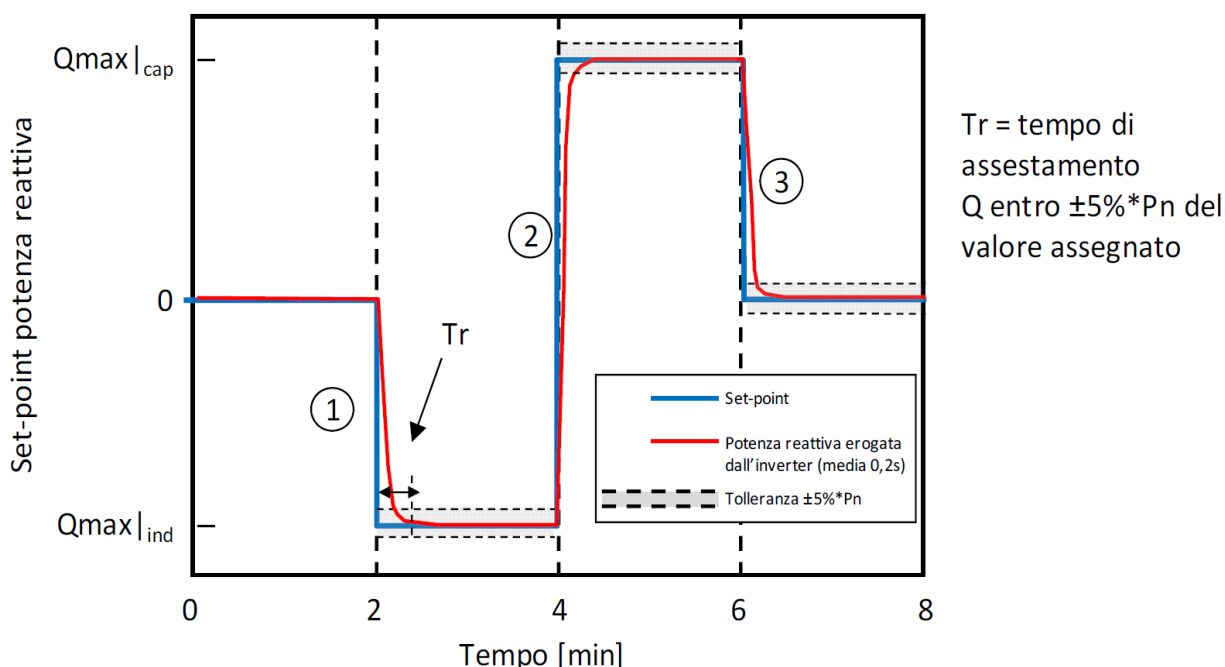 Set-point potenza reattiva
Qmax|cap
0
Qmax|ind
1
Tr
2
3
Set-point
Potenza reattiva erogata
dall'inverter (media 0,2s)
Tolleranza ±5%*Pn
0
2
4
6
8
Tempo [min]
Tr = tempo di
assestamento
Q entro ±5%*Pn del
valore assegnato